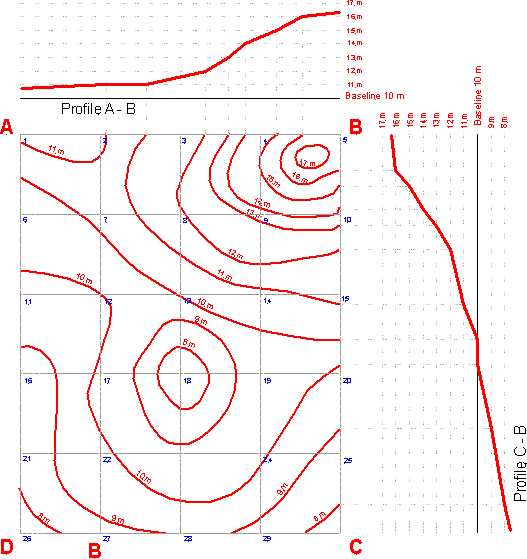 17,m
16,m
15,m
14,m
13,m
12,m
11,m
Baseline 10 m
Profile A - B
A
B
17,m
16,m
15,m
14,m
13,m
12,m
11,m
Baseline 10 m
9,m
8,m
1
2
3
4
5
11,m
17,m
16,m
15,m
14,m
13,m
6
7
8
9
10
12,m
11,m
10,m
10,m
11
12
13
14
15
9,m
8,m
16
17
18
19
20
10,m
21
22
24
25
9,m
9,m
9,m
8,m
26
27
28
29
Profile C - B
D
B
C